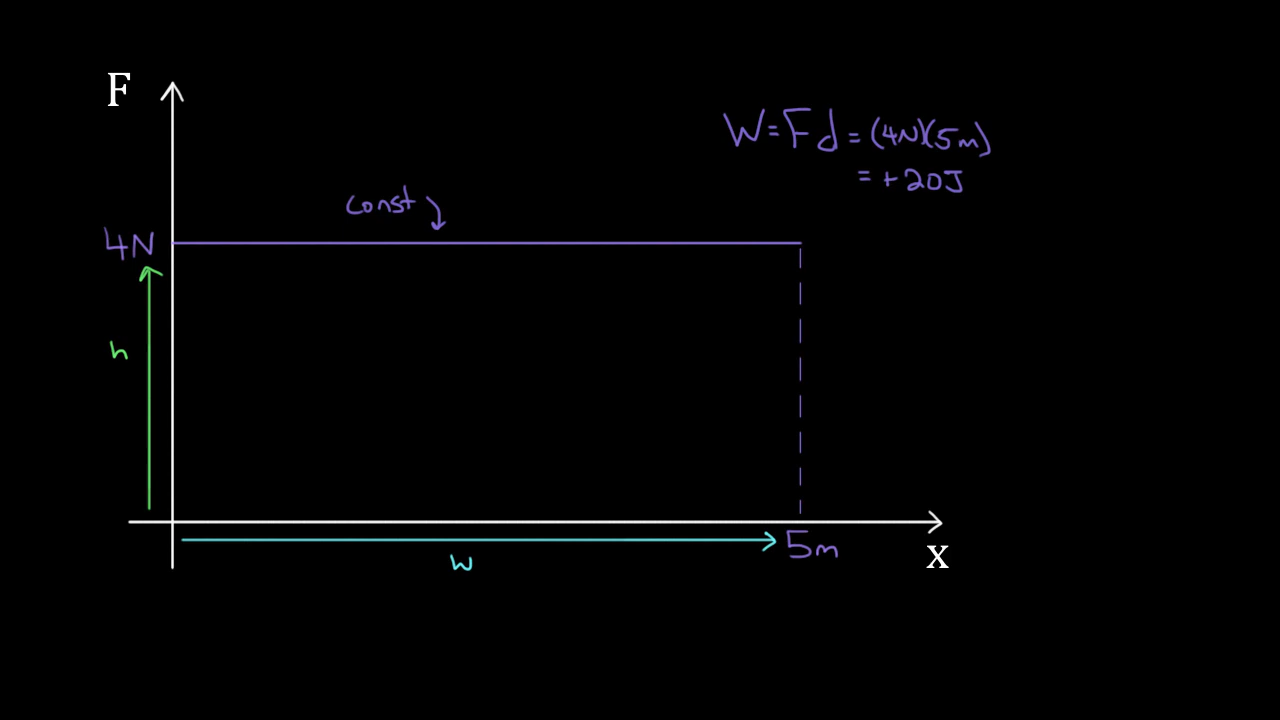 F
W=Fd=(4N)(5m)
=+20J
const
4N
h
5m
w
x